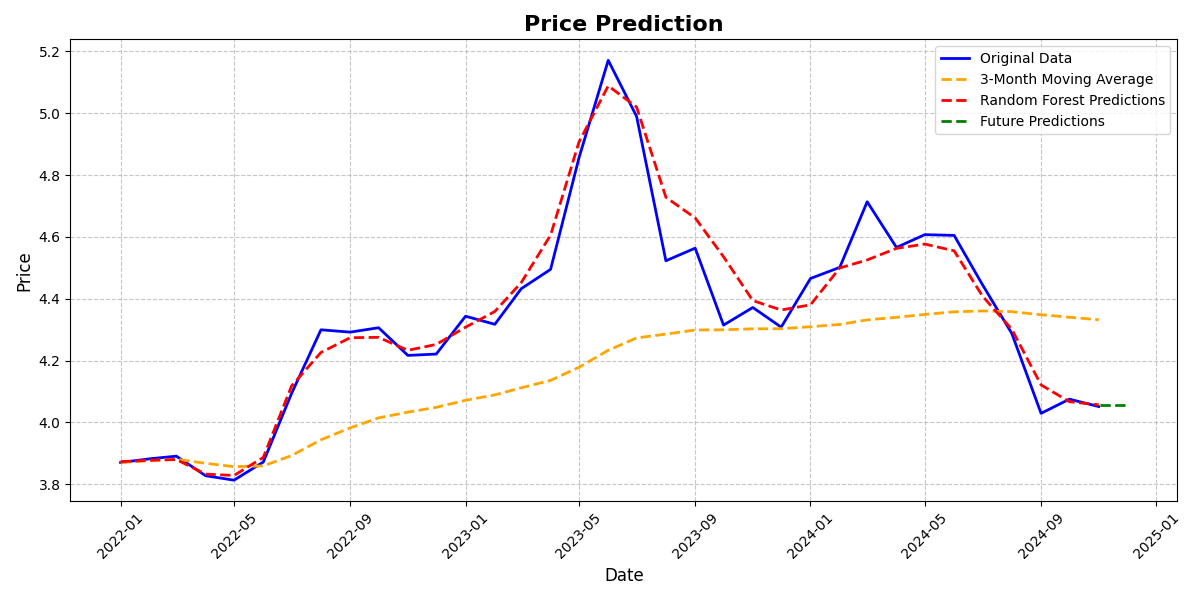 Price Prediction
Original Data
3-Month Moving Average
Random Forest Predictions
Future Predictions
Price
5.2
5.0
4.8
4.6
4.4
4.2
4.0
3.8
2022-01
2022-05
2022-09
2023-01
2023-05
2023-09
2024-01
2024-05
2024-09
2025-01
Date